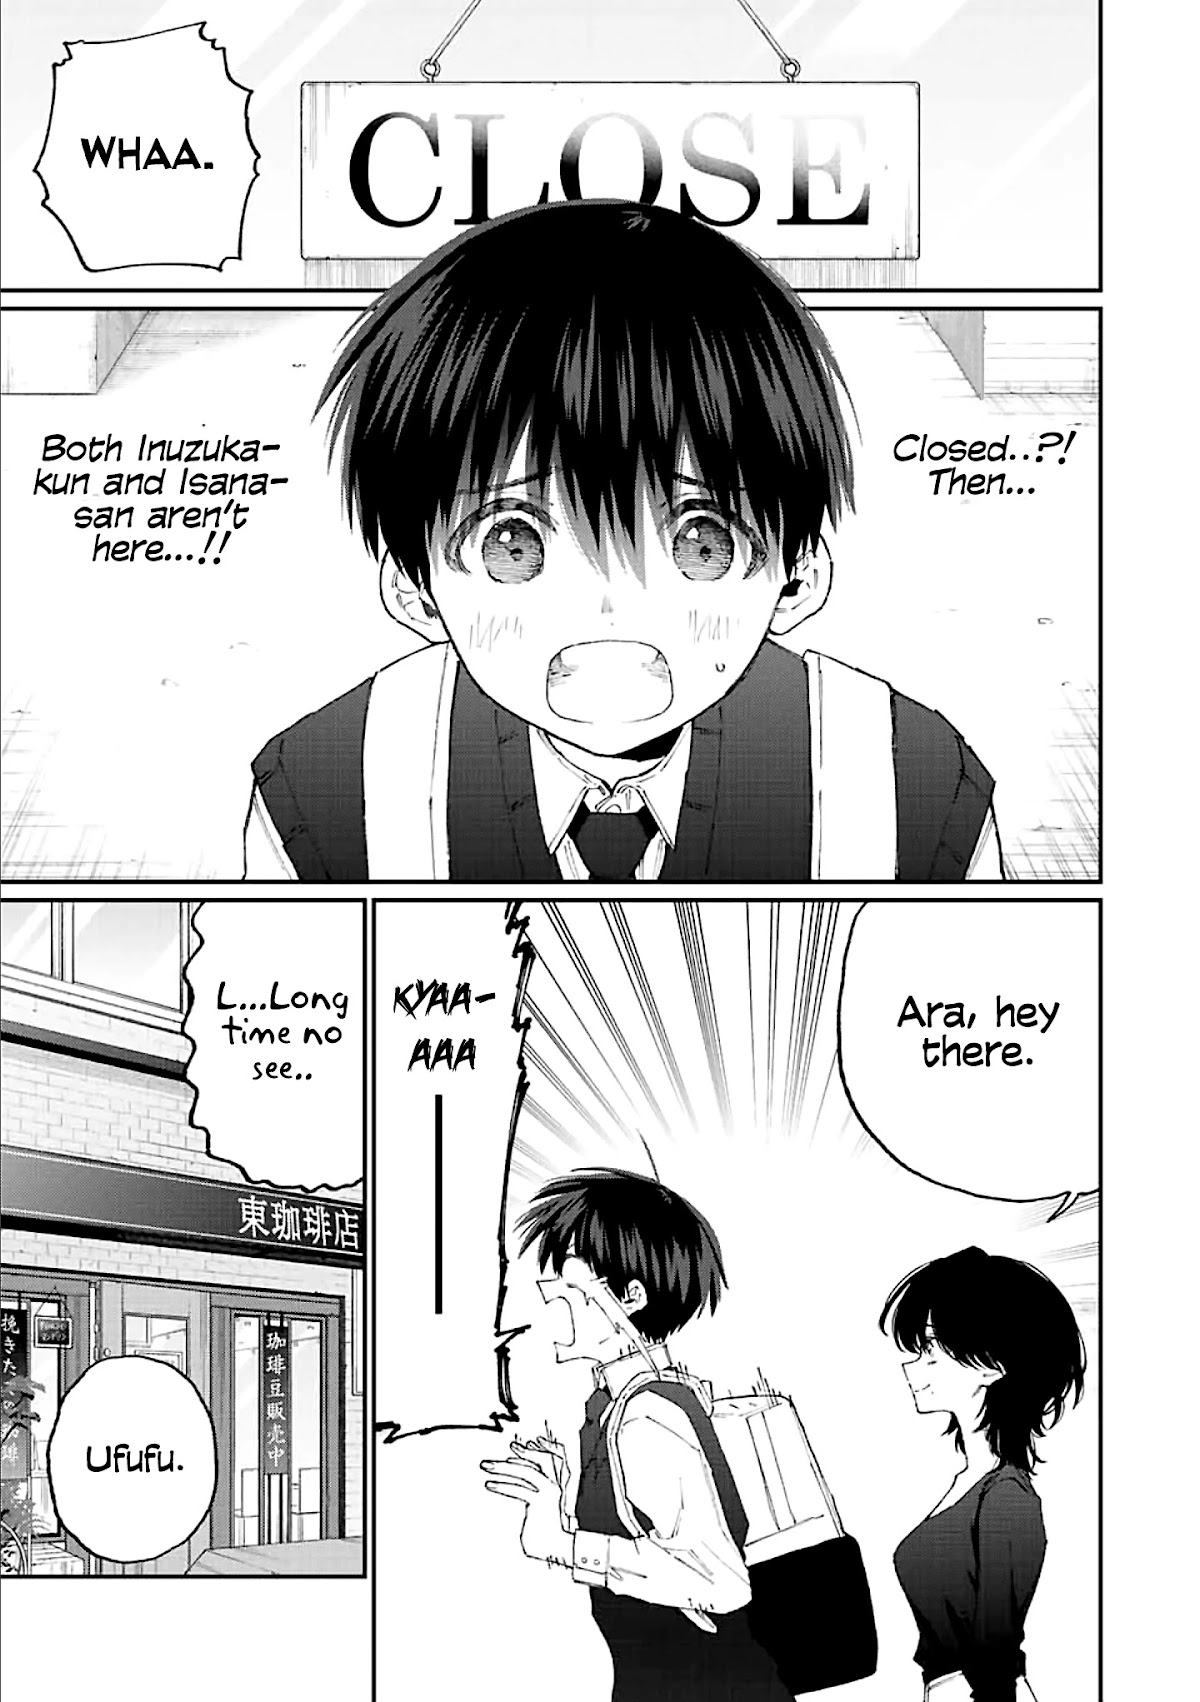 CLOSE
WHAA.
Closed..?!
Then...
Both Inuzuka-
kun and Isana-
san aren't
here...!!
Ara, hey
there.
KYAA-
AAA
L...Long
time no
see..
東珈琲店
珈琲豆販売中
Ufufu.